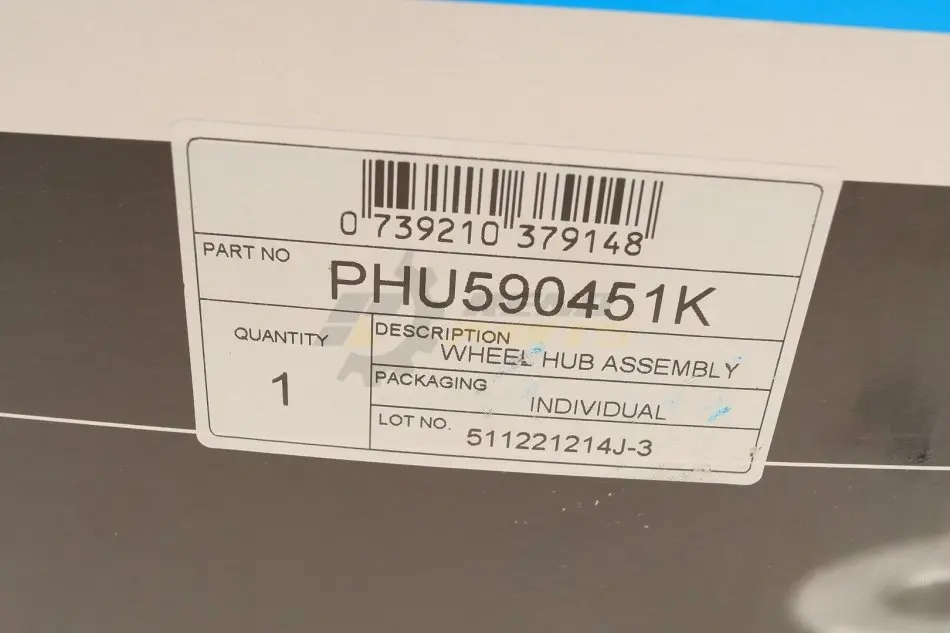 0 739210 379148
PART NO
PHU590451K
QUANTITY
1
DESCRIPTION
WHEEL HUB ASSEMBLY
PACKAGING
INDIVIDUAL
LOT NO.
511221214J-3